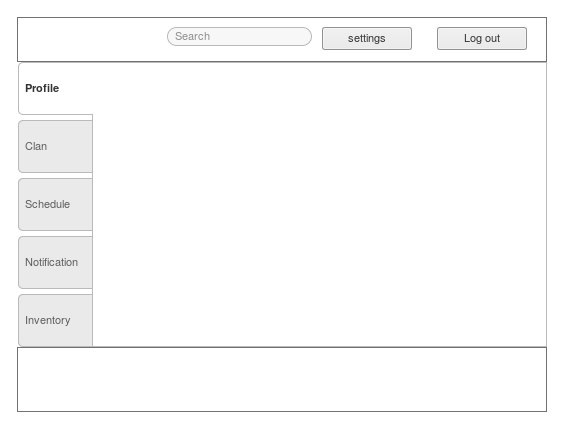 Search
settings
Log out
Profile
Clan
Schedule
Notification
Inventory